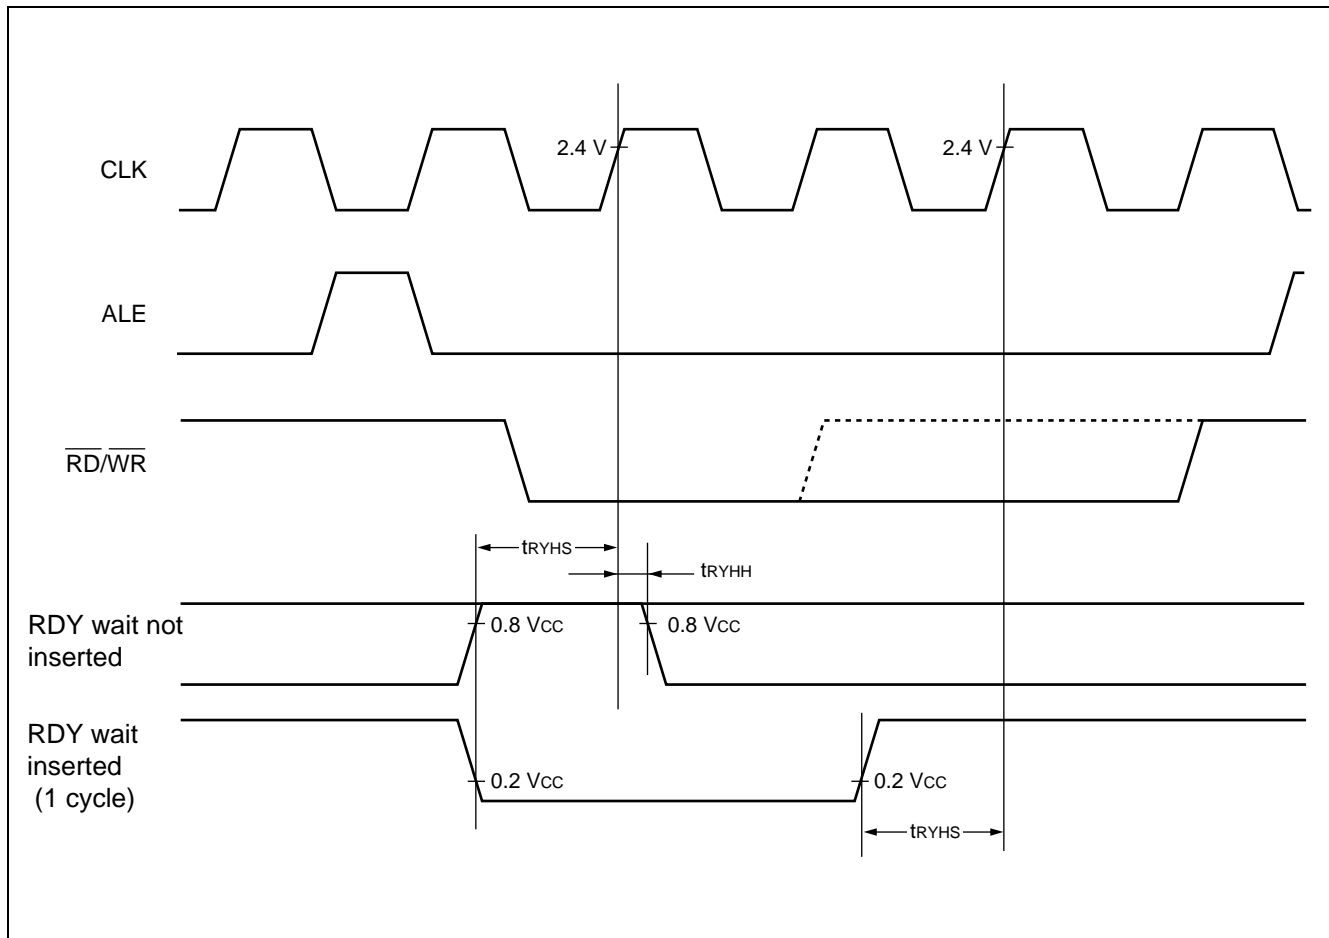 2.4 V
2.4 V
CLK
ALE
RD/WR
tRYHS
tRYHH
RDY wait not
inserted
0.8 VCC
0.8 VCC
RDY wait
inserted
(1 cycle)
0.2 VCC
0.2 VCC
tRYHS